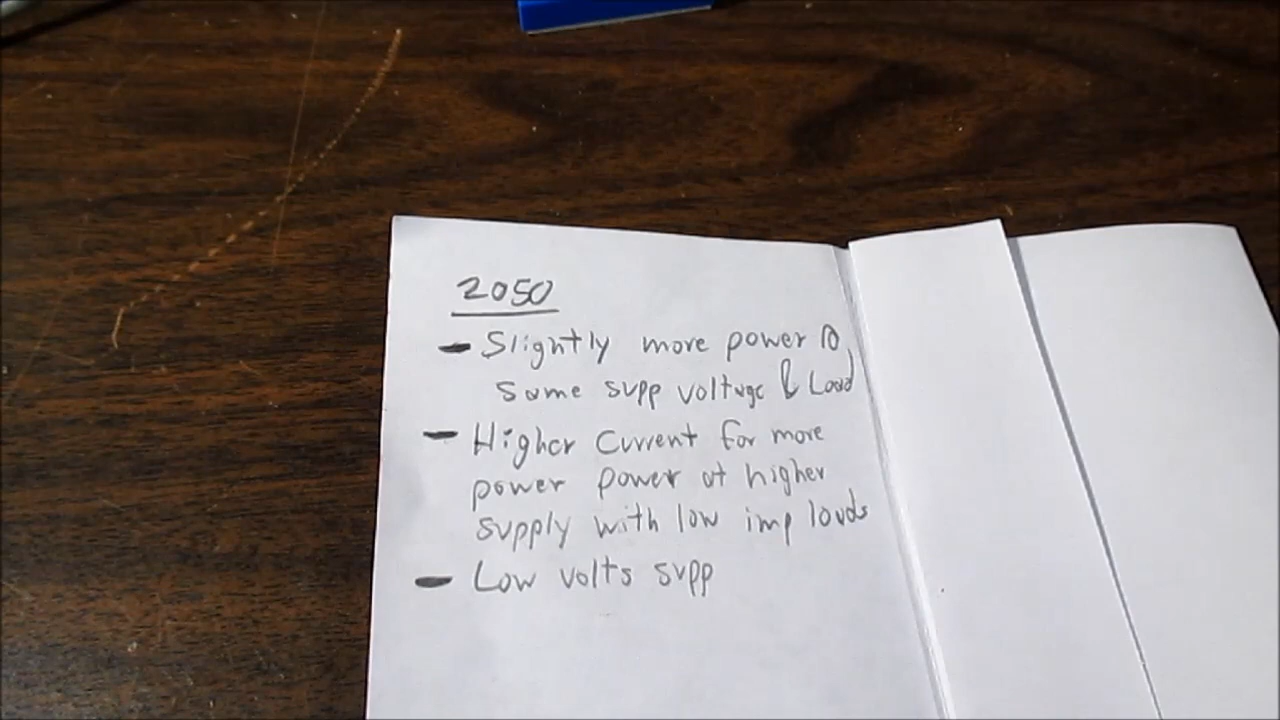 2050
- Slightly more power @
same supp voltage & Load
- Higher current for more
power power at higher
supply with low imp loads
- Low volts supp